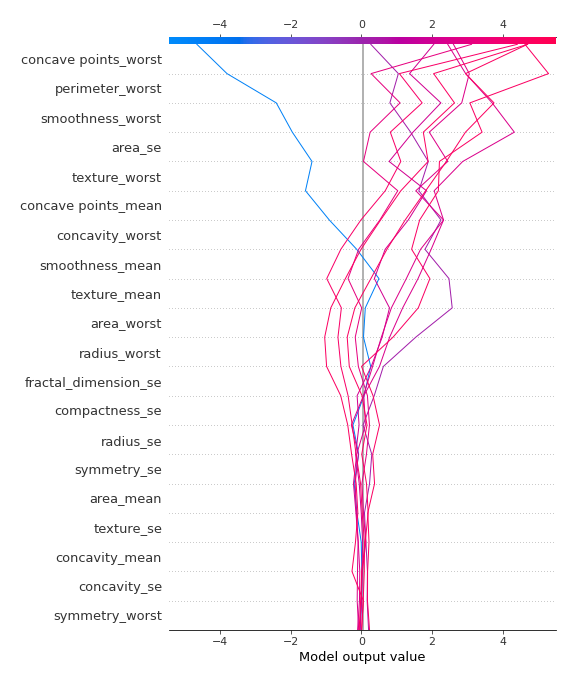 −4 −2 0 2 4
concave points_worst
perimeter_worst
smoothness_worst
area_se
texture_worst
concave points_mean
concavity_worst
smoothness_mean
texture_mean
area_worst
radius_worst
fractal_dimension_se
compactness_se
radius_se
symmetry_se
area_mean
texture_se
concavity_mean
concavity_se
symmetry_worst
−4 −2 0 2 4
Model output value